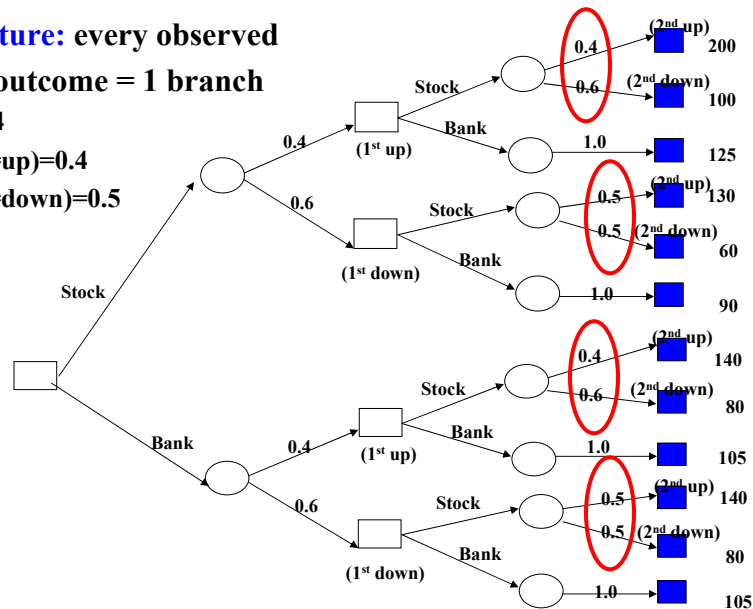 ture: every observed
outcome = 1 branch
4
=up)=0.4
=down)=0.5
(2nd up)
0.4
200
Stock
0.6
(2nd down)
100
0.4
(1st up)
Bank
1.0
125
(2nd up)
0.5
130
0.6
Stock
0.5
(2nd down)
60
(1st down)
Bank
1.0
90
Stock
(2nd up)
0.4
140
Stock
0.6
(2nd down)
80
Bank
0.4
(1st up)
Bank
1.0
105
(2nd up)
0.5
140
0.6
Stock
0.5
(2nd down)
80
(1st down)
Bank
1.0
105